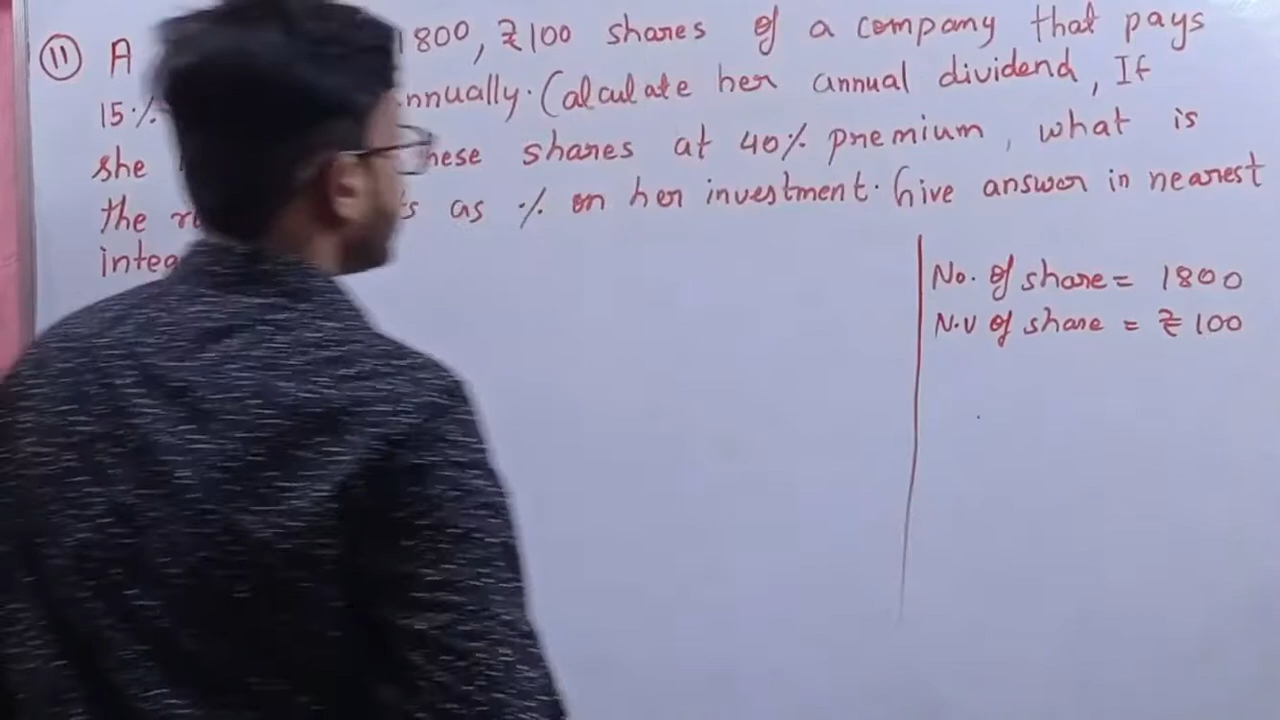 11 A 1800, ₹100 shares of a company that pays
15% nnually. Calculate her annual dividend, If
she hese shares at 40% premium, what is
the s as % on her investment. Give answer in nearest
integ
No. of share = 1800
N.V of share = ₹100